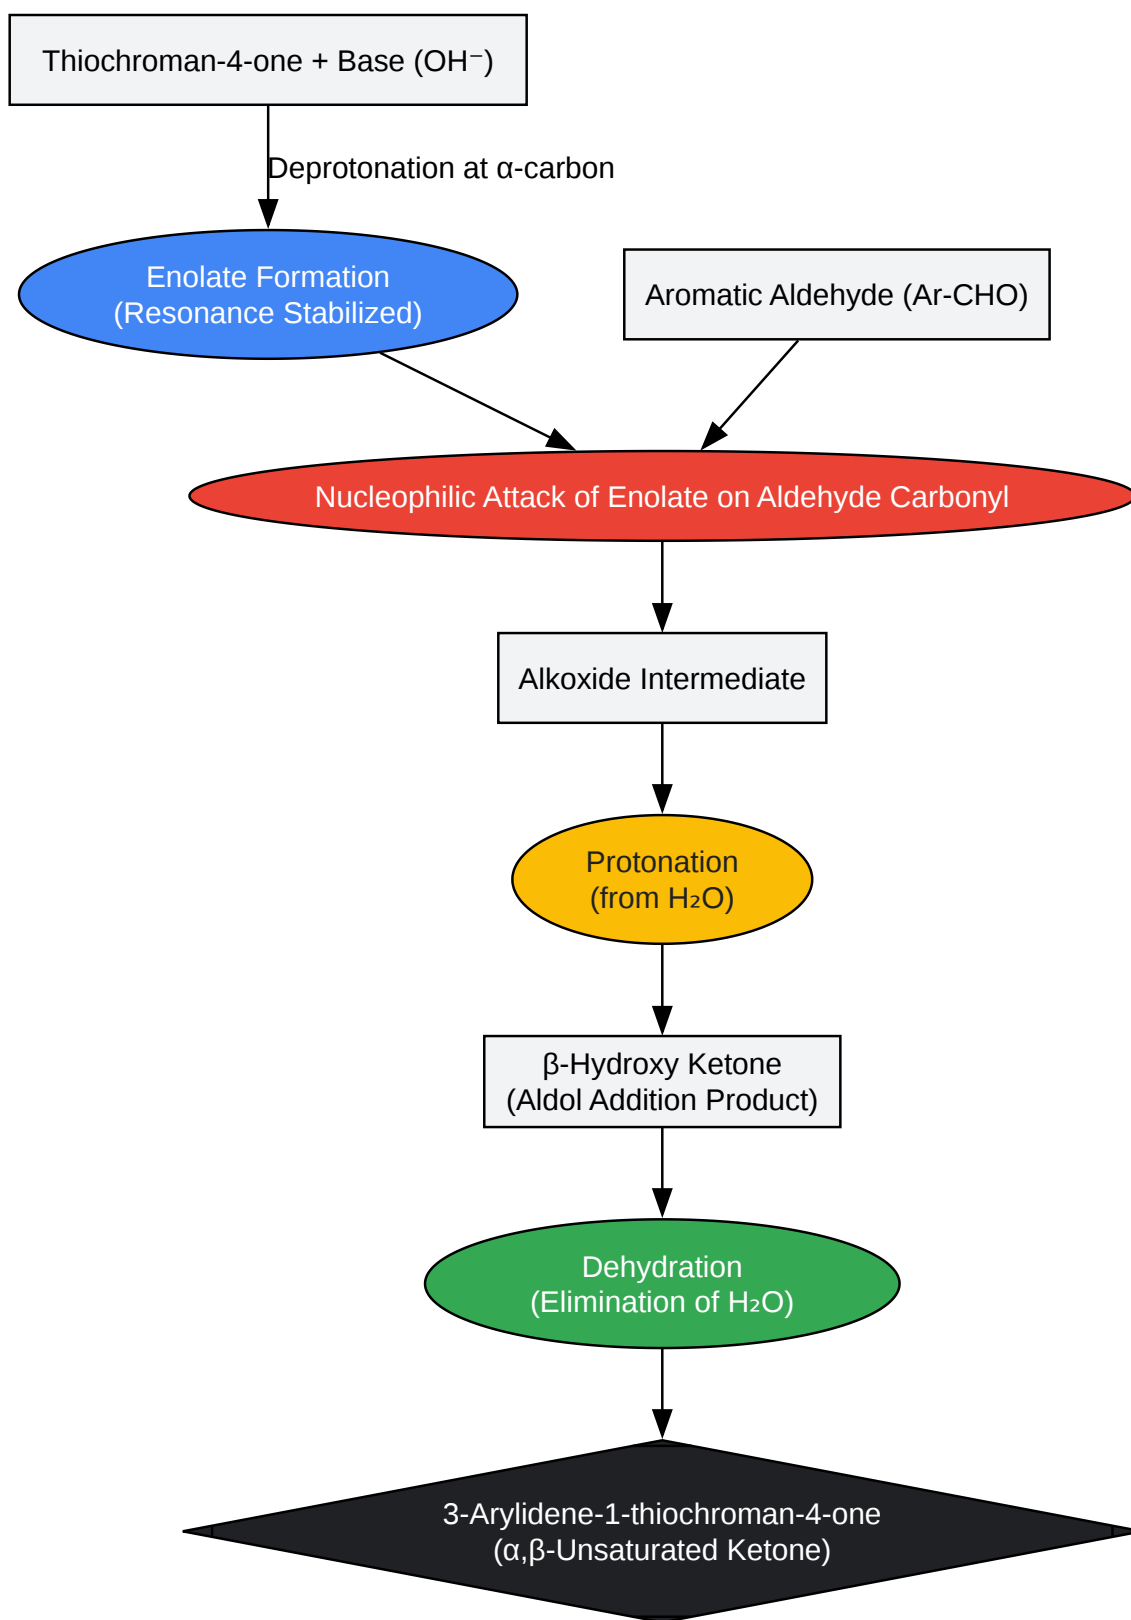 Thiochroman-4-one + Base (OH⁻)
Deprotonation at α-carbon
Enolate Formation
(Resonance Stabilized)
Aromatic Aldehyde (Ar-CHO)
Nucleophilic Attack of Enolate on Aldehyde Carbonyl
Alkoxide Intermediate
Protonation
(from H₂O)
β-Hydroxy Ketone
(Aldol Addition Product)
Dehydration
(Elimination of H₂O)
3-Arylidene-1-thiochroman-4-one
(α,β-Unsaturated Ketone)